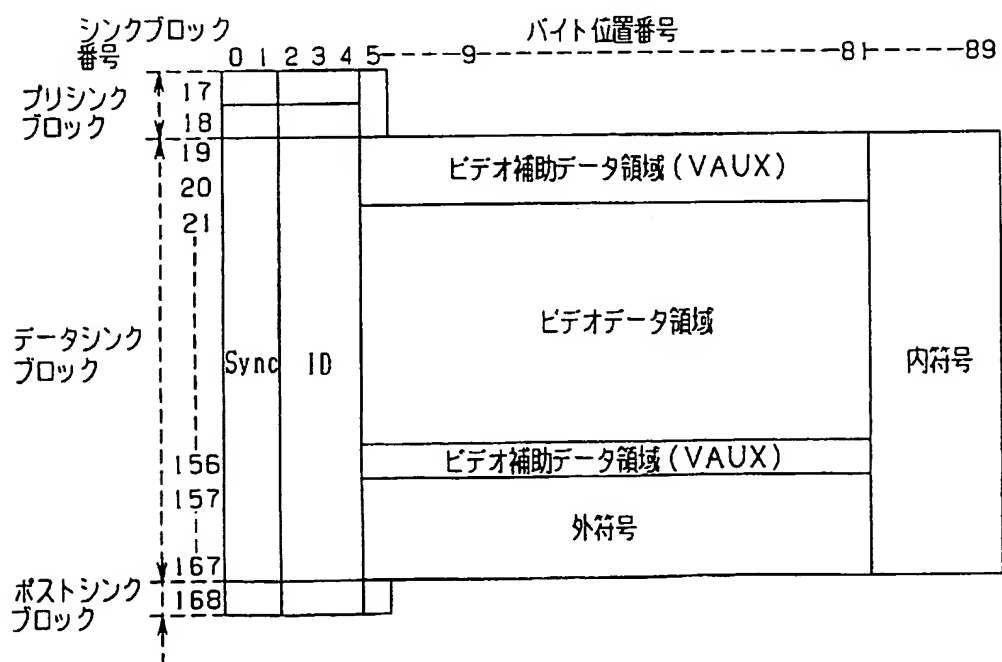 シンクブロック
番号
バイト位置番号
0 1 2 3 4 5-----9---------------------81-----89
プリシンク
ブロック
17
18
19
20
21
ビデオ補助データ領域(VAUX)
ビデオデータ領域
データシンク
ブロック
Sync
ID
内符号
156
ビデオ補助データ領域(VAUX)
157
外符号
167
ポストシンク
ブロック
168